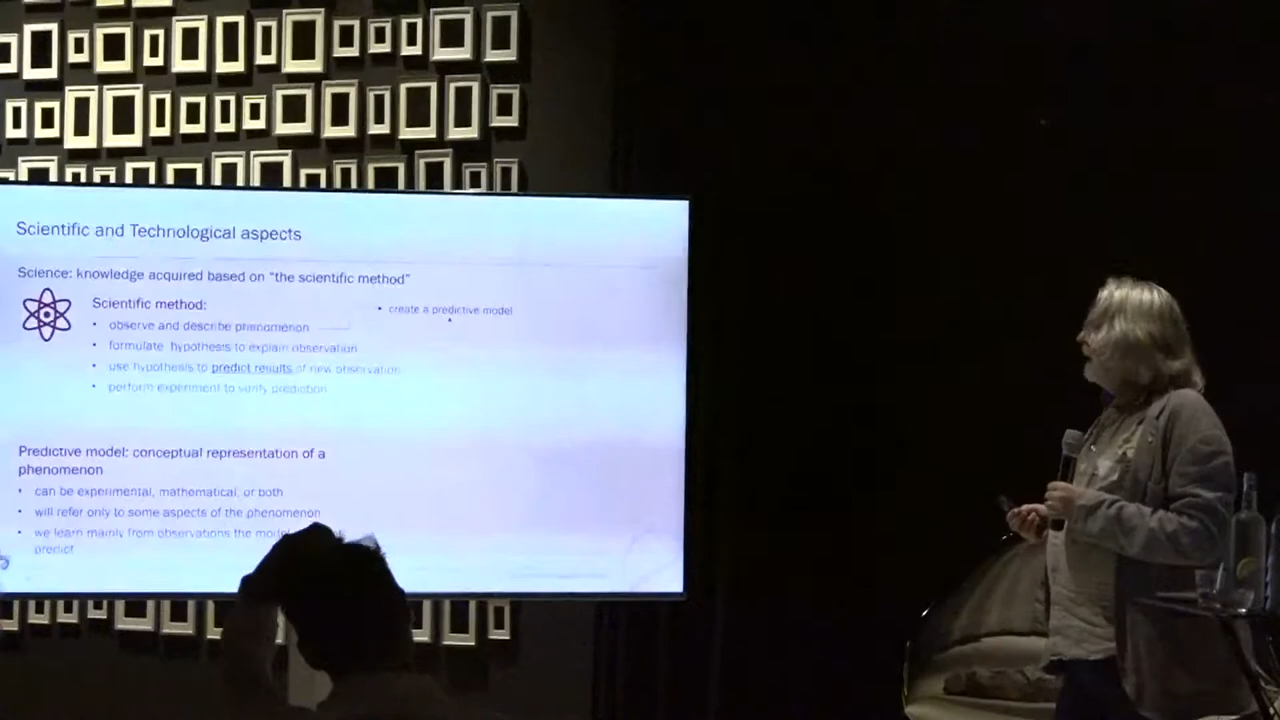 Scientific and Technological aspects
Science: knowledge acquired based on "the scientific method"
Scientific method:
• observe and describe phenomenon
• formulate hypothesis to explain observation
• use hypothesis to predict results of new observation
• perform experiment to verify prediction
• create a predictive model
Predictive model: conceptual representation of a
phenomenon
• can be experimental, mathematical, or both
• will refer only to some aspects of the phenomenon
• we learn mainly from observations the model
predict